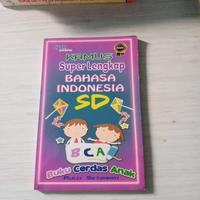 KAMUS
Super Lengkap
BAHASA
INDONESIA
SD
B C A
Buku Cerdas Anak